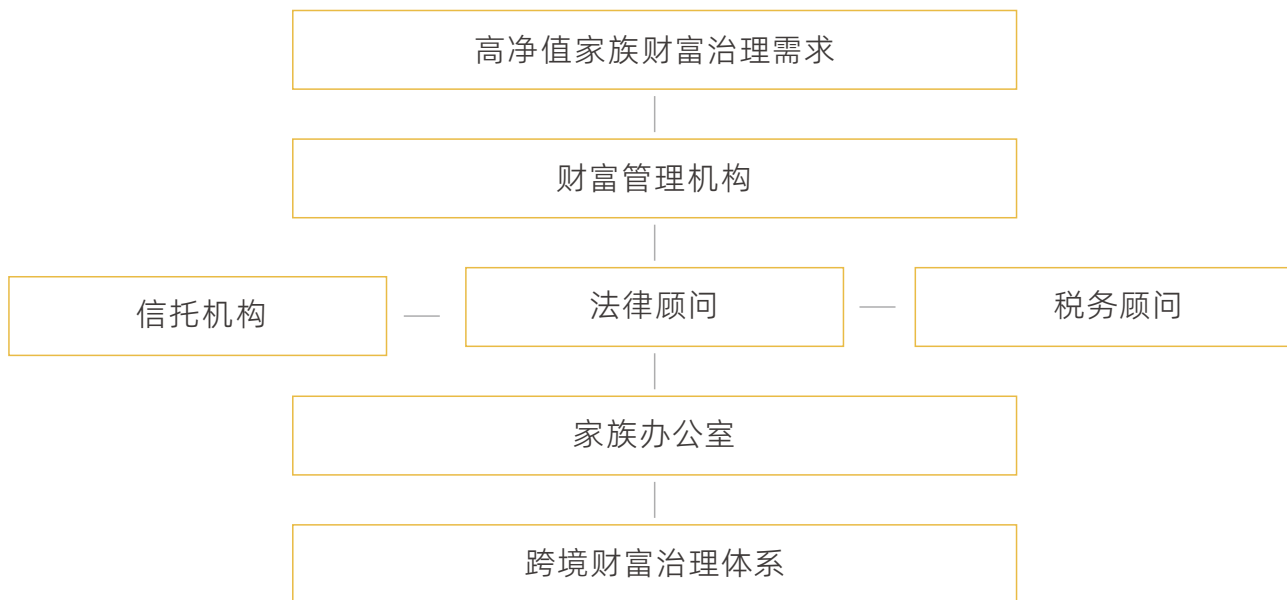 高净值家族财富治理需求
财富管理机构
信托机构
法律顾问
税务顾问
家族办公室
跨境财富治理体系